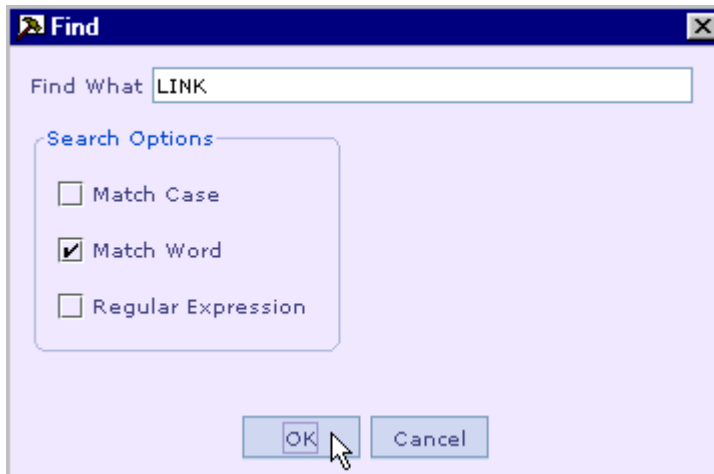 Find
Find What LINK
Search Options
Match Case
Match Word
Regular Expression
OK Cancel